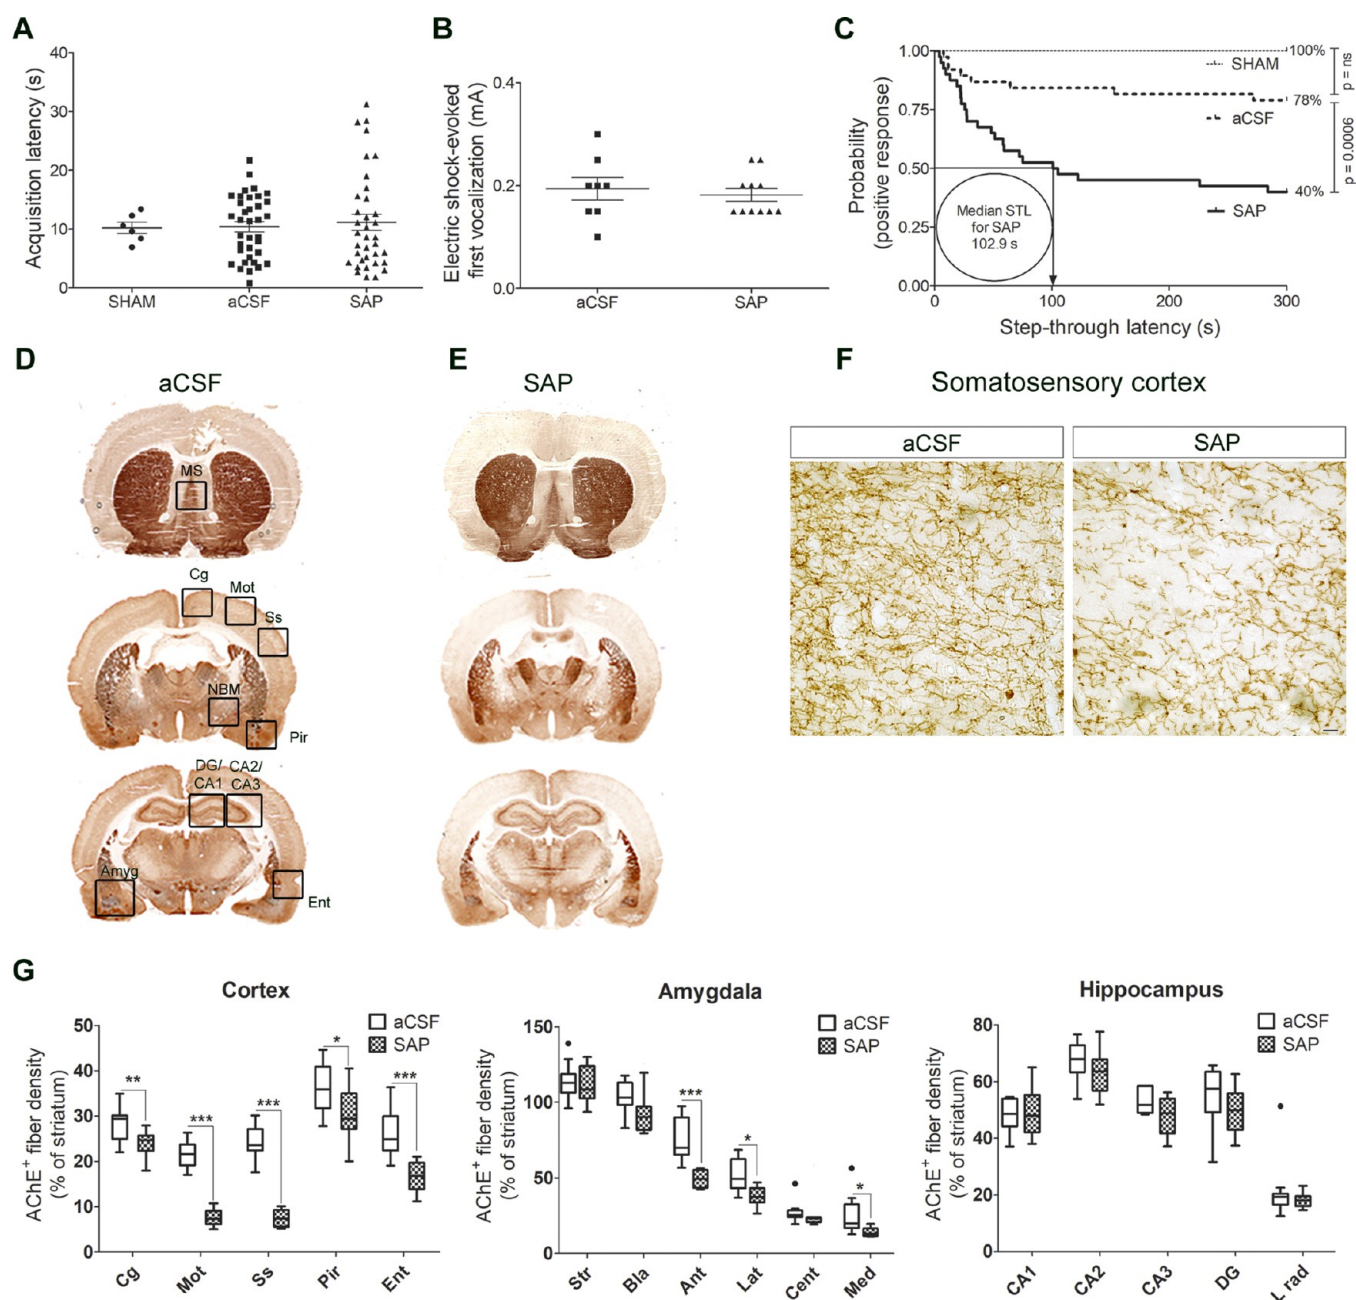 A
Acquisition latency (s)
40
30
20
10
0
SHAM
aCSF
SAP
B
Electric shock-evoked
first vocalization (mA)
0.4
0.2
0.0
aCSF
SAP
C
Probability
(positive response)
1.00
0.75
0.50
0.25
0.00
0
100
200
300
Step-through latency (s)
SHAM
aCSF
SAP
100%
78%
40%
p = ns
p = 0.0006
Median STL
for SAP
102.9 s
D
aCSF
MS
Cg
Mot
Ss
NBM
Pir
DG/
CA1
CA2/
CA3
Amyg
Ent
E
SAP
F
Somatosensory cortex
aCSF
SAP
G
Cortex
AChE+ fiber density
(% of striatum)
50
40
30
20
10
0
aCSF
SAP
**
***
***
*
***
Cg
Mot
Ss
Pir
Ent
Amygdala
AChE+ fiber density
(% of striatum)
150
100
50
0
aCSF
SAP
***
*
*
Str
Bla
Ant
Lat
Cent
Med
Hippocampus
AChE+ fiber density
(% of striatum)
80
60
40
20
0
aCSF
SAP
CA1
CA2
CA3
DG
L rad